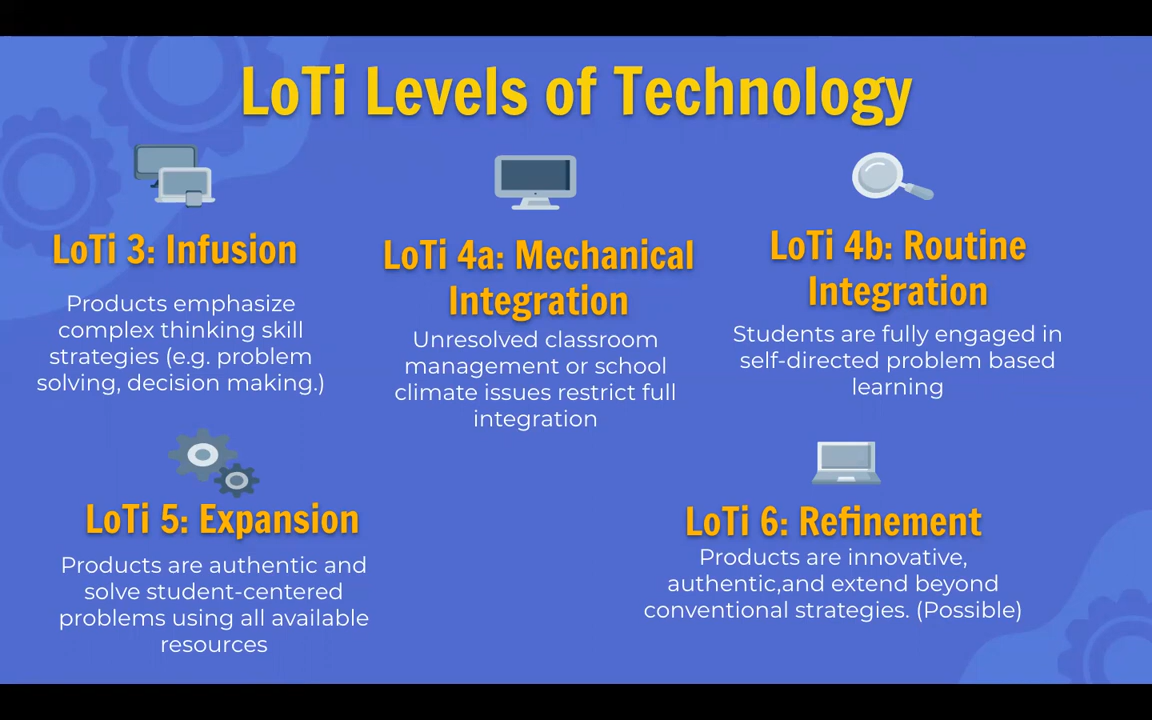 LoTi Levels of Technology
LoTi 3: Infusion
Products emphasize
complex thinking skill
strategies (e.g. problem
solving, decision making.)
LoTi 4a: Mechanical
Integration
Unresolved classroom
management or school
climate issues restrict full
integration
LoTi 4b: Routine
Integration
Students are fully engaged in
self-directed problem based
learning
LoTi 5: Expansion
Products are authentic and
solve student-centered
problems using all available
resources
LoTi 6: Refinement
Products are innovative,
authentic,and extend beyond
conventional strategies. (Possible)